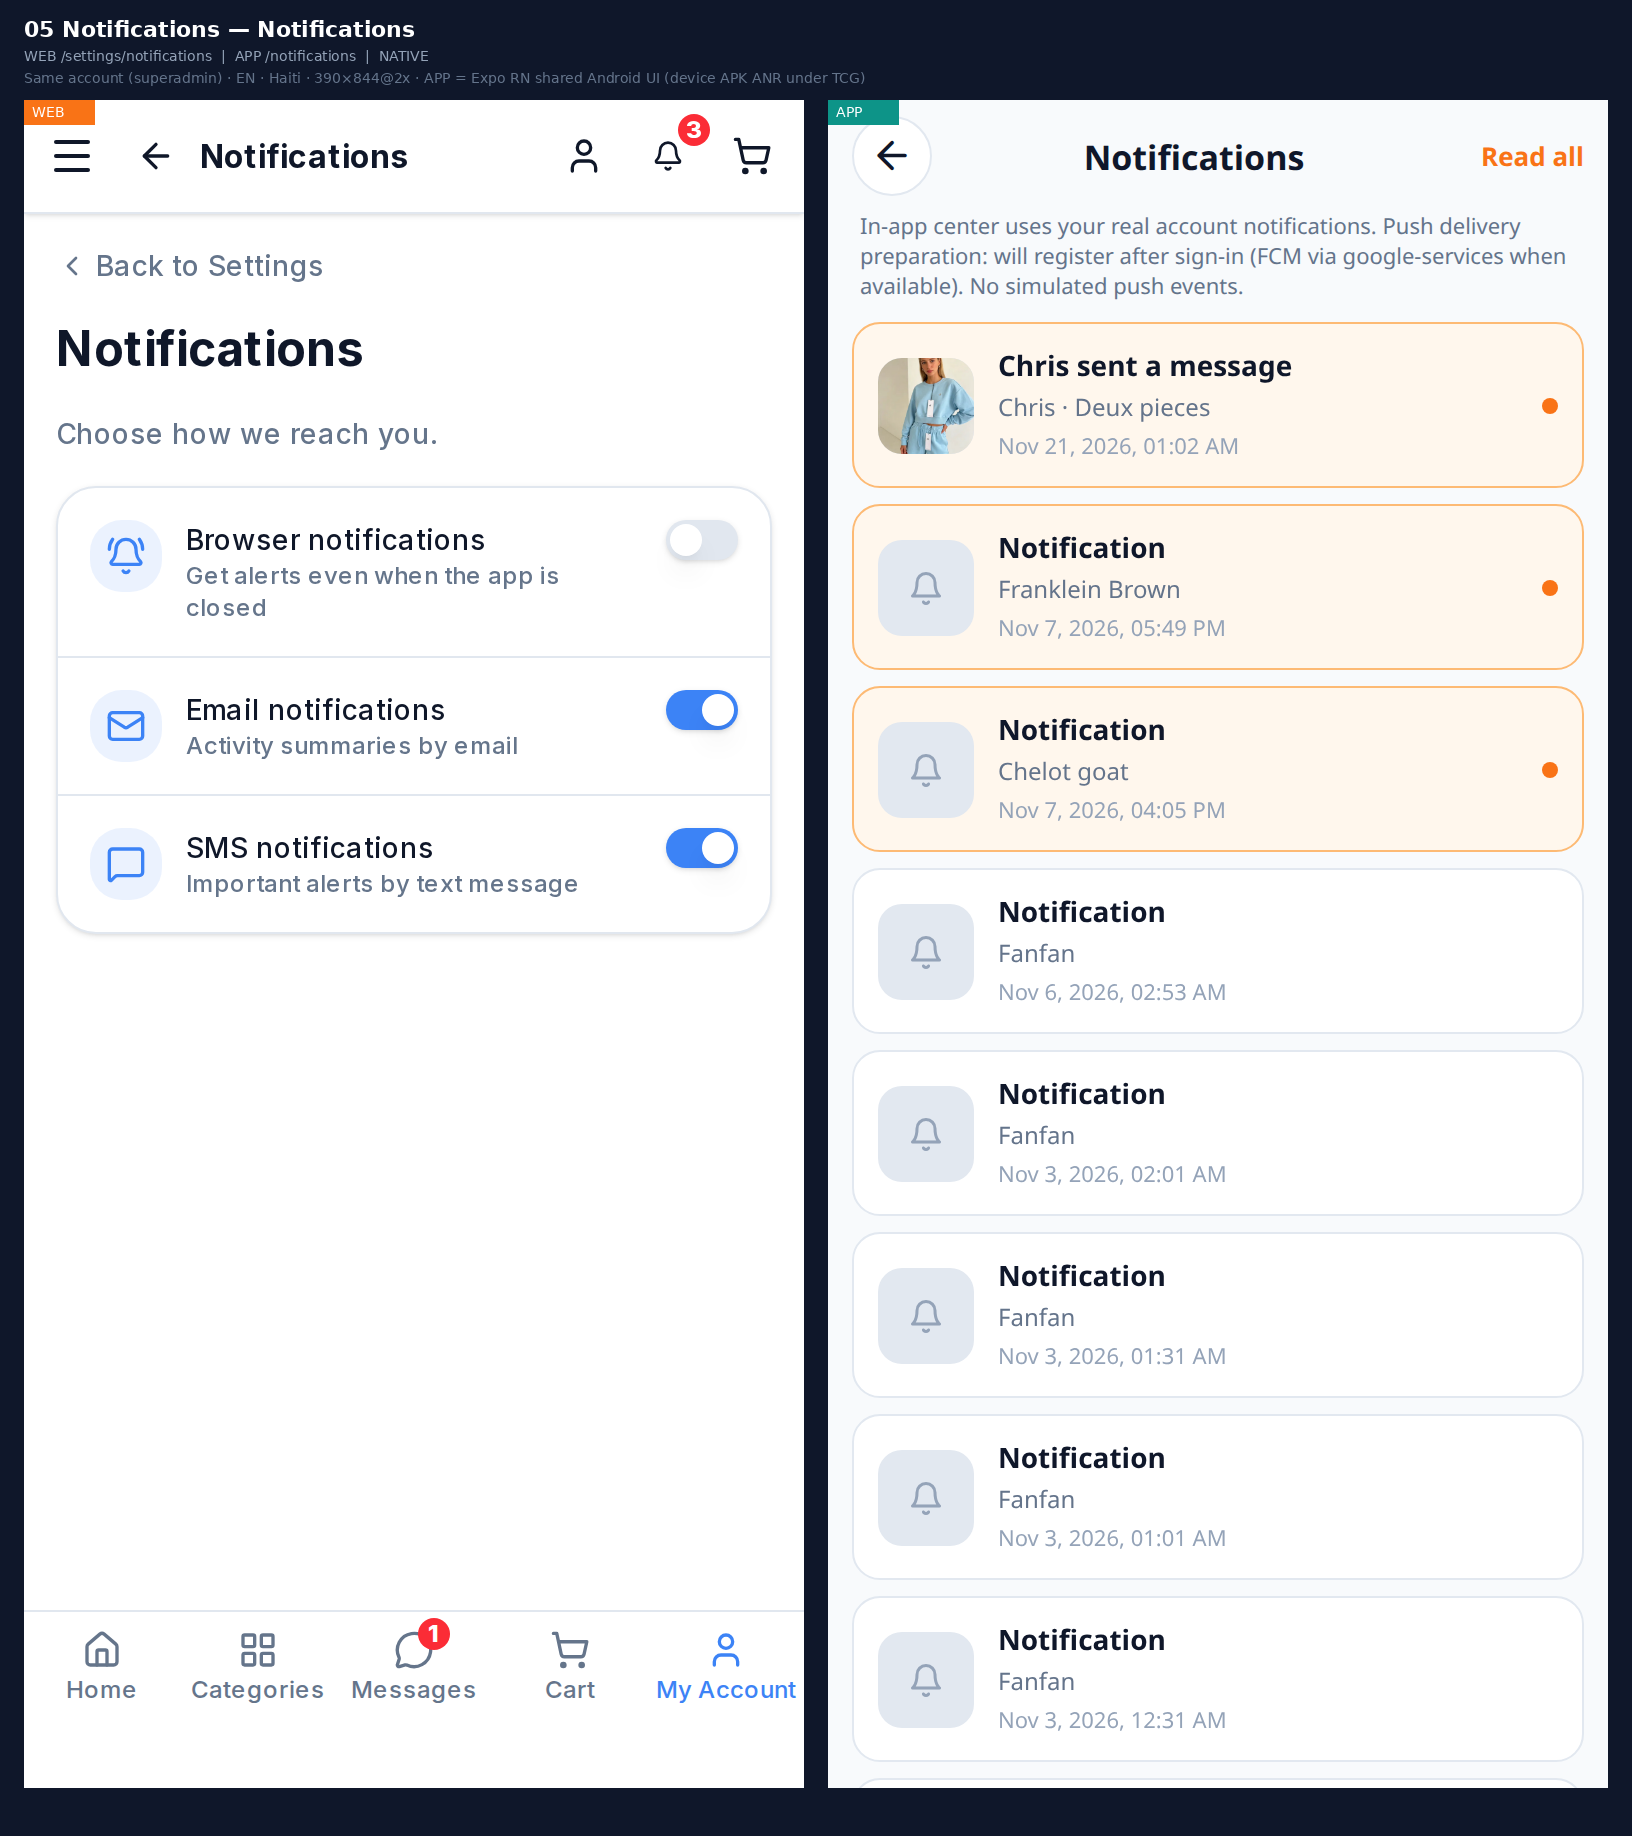 05 Notifications — Notifications
WEB /settings/notifications | APP /notifications | NATIVE
Same account (superadmin) · EN · Haiti · 390×844@2x · APP = Expo RN shared Android UI (device APK ANR under TCG)
WEB
Notifications
3
Back to Settings
Notifications
Choose how we reach you.
Browser notifications
Get alerts even when the app is
closed
Email notifications
Activity summaries by email
SMS notifications
Important alerts by text message
Home
Categories
1
Messages
Cart
My Account
APP
Notifications
Read all
In-app center uses your real account notifications. Push delivery
preparation: will register after sign-in (FCM via google-services when
available). No simulated push events.
Chris sent a message
Chris · Deux pieces
Nov 21, 2026, 01:02 AM
Notification
Franklein Brown
Nov 7, 2026, 05:49 PM
Notification
Chelot goat
Nov 7, 2026, 04:05 PM
Notification
Fanfan
Nov 6, 2026, 02:53 AM
Notification
Fanfan
Nov 3, 2026, 02:01 AM
Notification
Fanfan
Nov 3, 2026, 01:31 AM
Notification
Fanfan
Nov 3, 2026, 01:01 AM
Notification
Fanfan
Nov 3, 2026, 12:31 AM